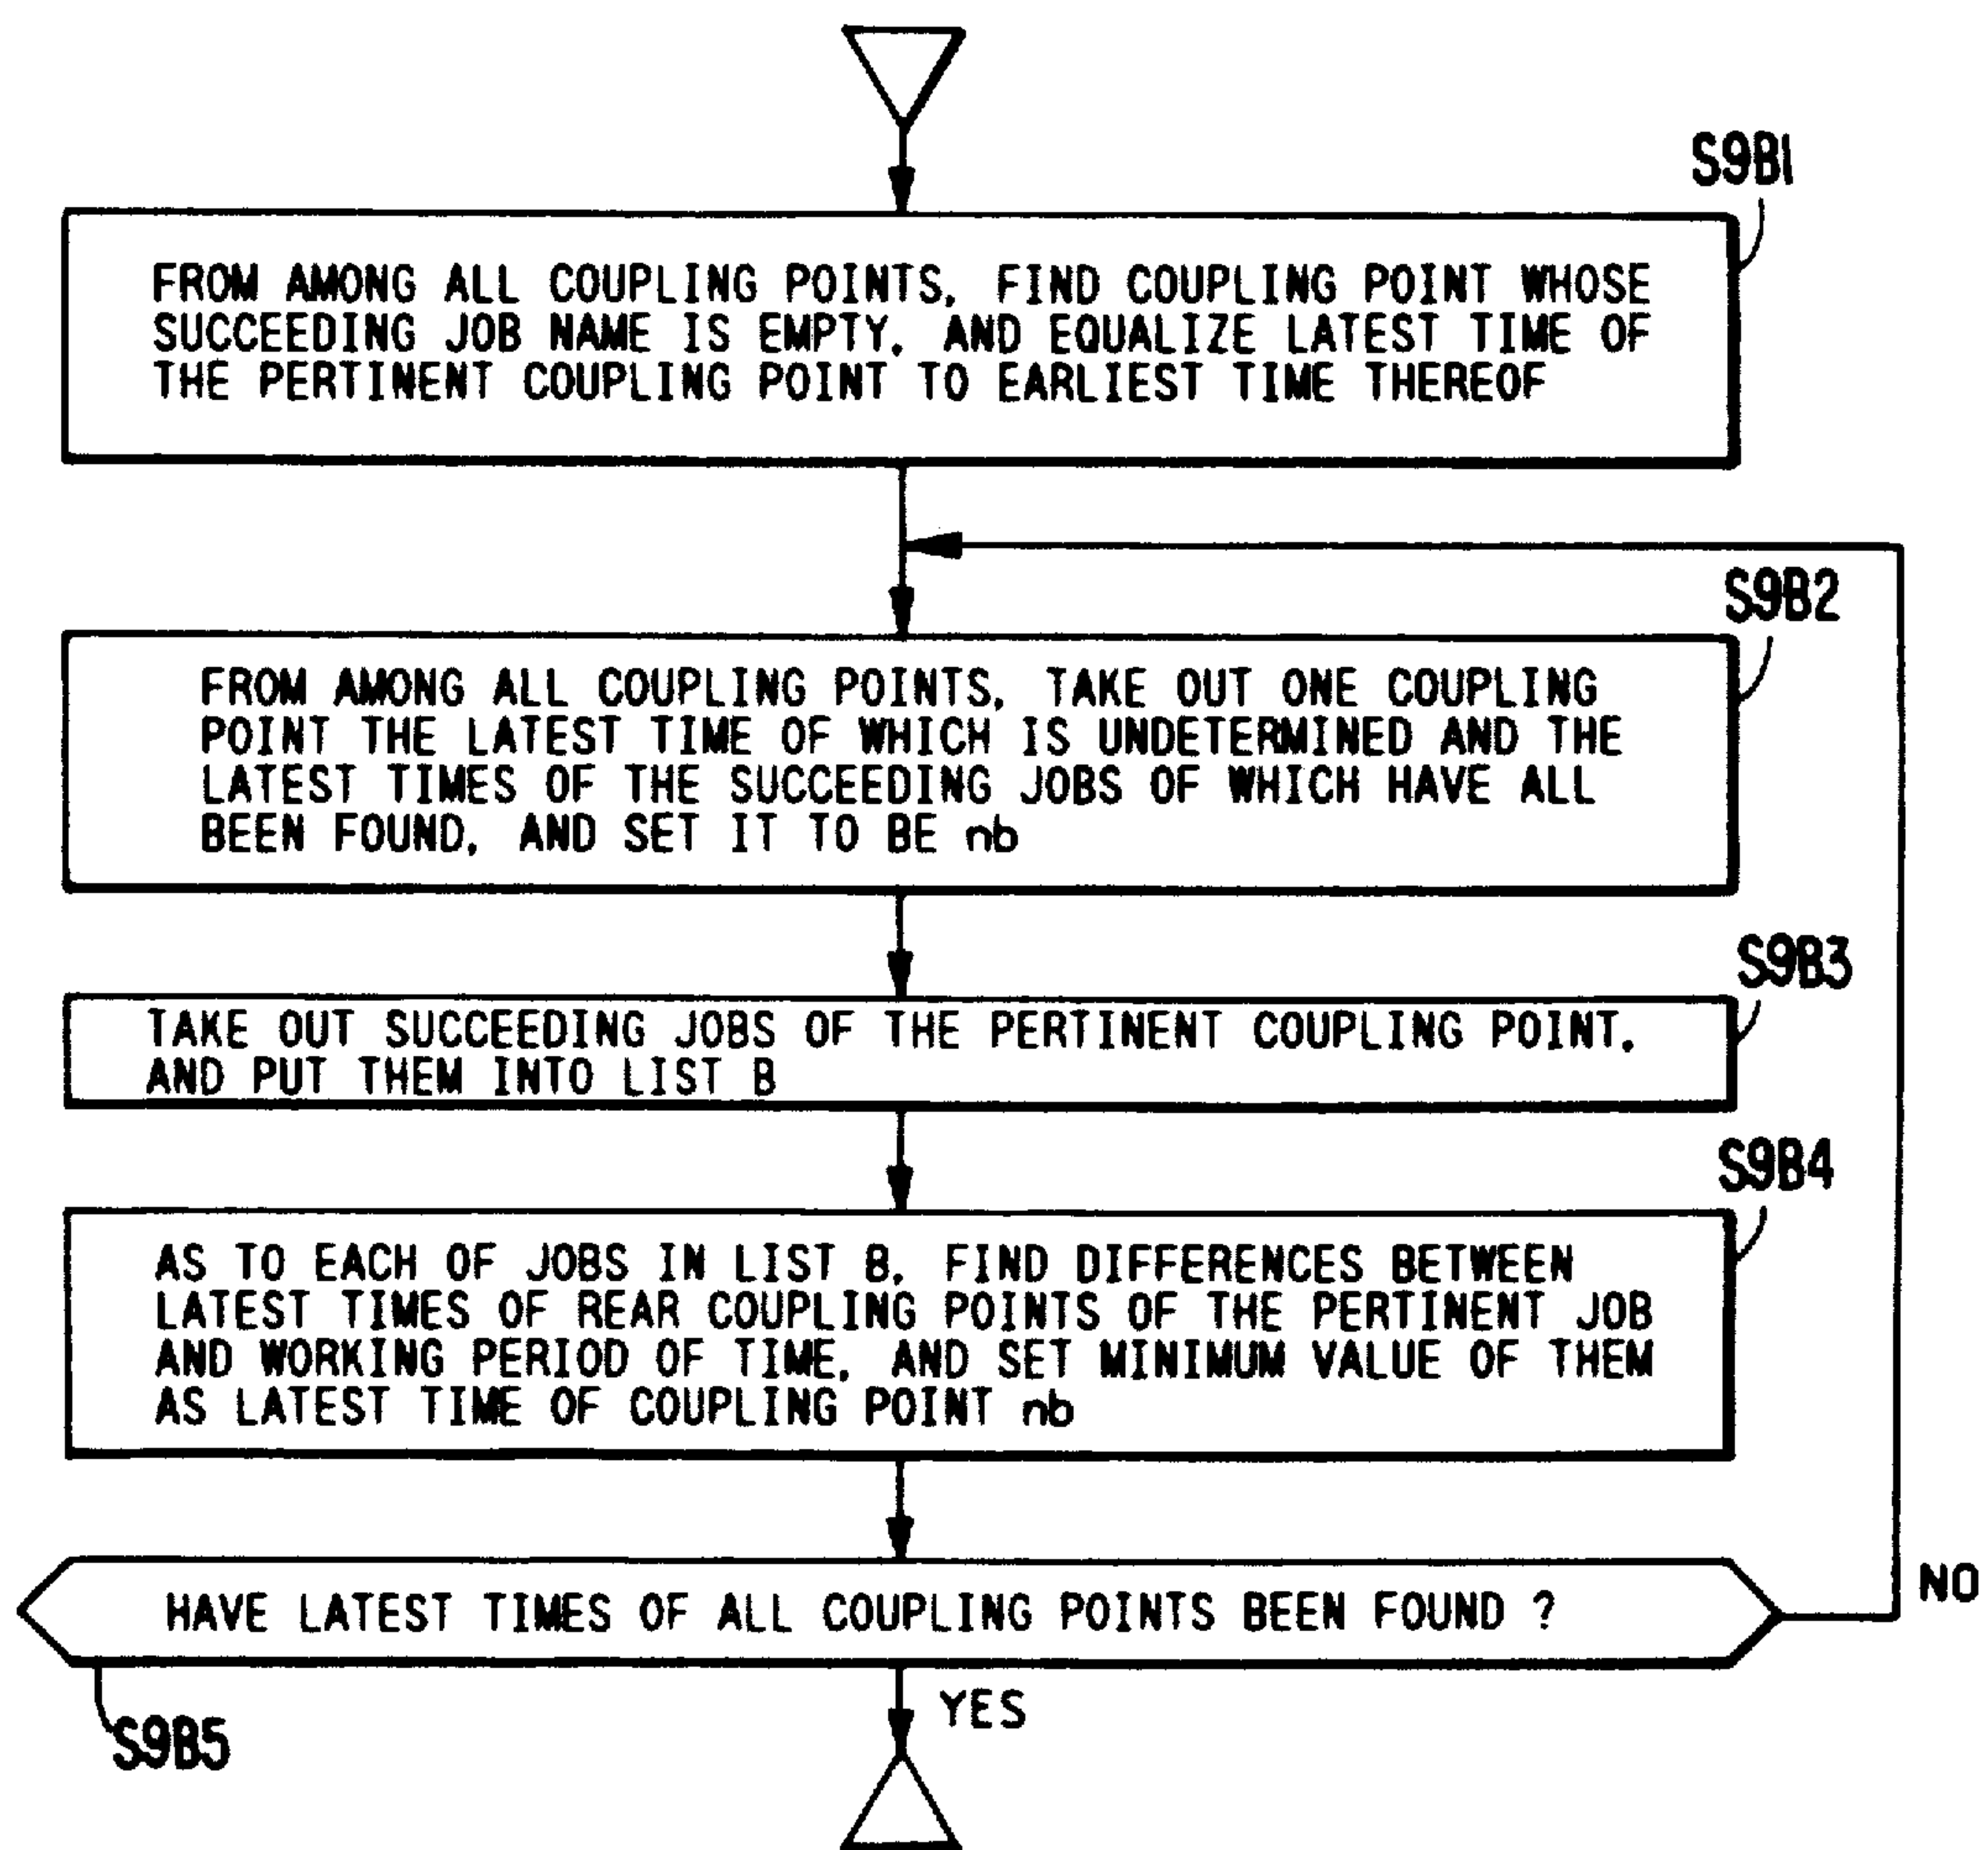 S9B1
FROM AMONG ALL COUPLING POINTS, FIND COUPLING POINT WHOSE
SUCCEEDING JOB NAME IS EMPTY, AND EQUALIZE LATEST TIME OF
THE PERTINENT COUPLING POINT TO EARLIEST TIME THEREOF
S9B2
FROM AMONG ALL COUPLING POINTS, TAKE OUT ONE COUPLING
POINT THE LATEST TIME OF WHICH IS UNDETERMINED AND THE
LATEST TIMES OF THE SUCCEEDING JOBS OF WHICH HAVE ALL
BEEN FOUND, AND SET IT TO BE nb
S9B3
TAKE OUT SUCCEEDING JOBS OF THE PERTINENT COUPLING POINT,
AND PUT THEM INTO LIST B
S9B4
AS TO EACH OF JOBS IN LIST B, FIND DIFFERENCES BETWEEN
LATEST TIMES OF REAR COUPLING POINTS OF THE PERTINENT JOB
AND WORKING PERIOD OF TIME, AND SET MINIMUM VALUE OF THEM
AS LATEST TIME OF COUPLING POINT nb
NO
HAVE LATEST TIMES OF ALL COUPLING POINTS BEEN FOUND ?
YES
S9B5